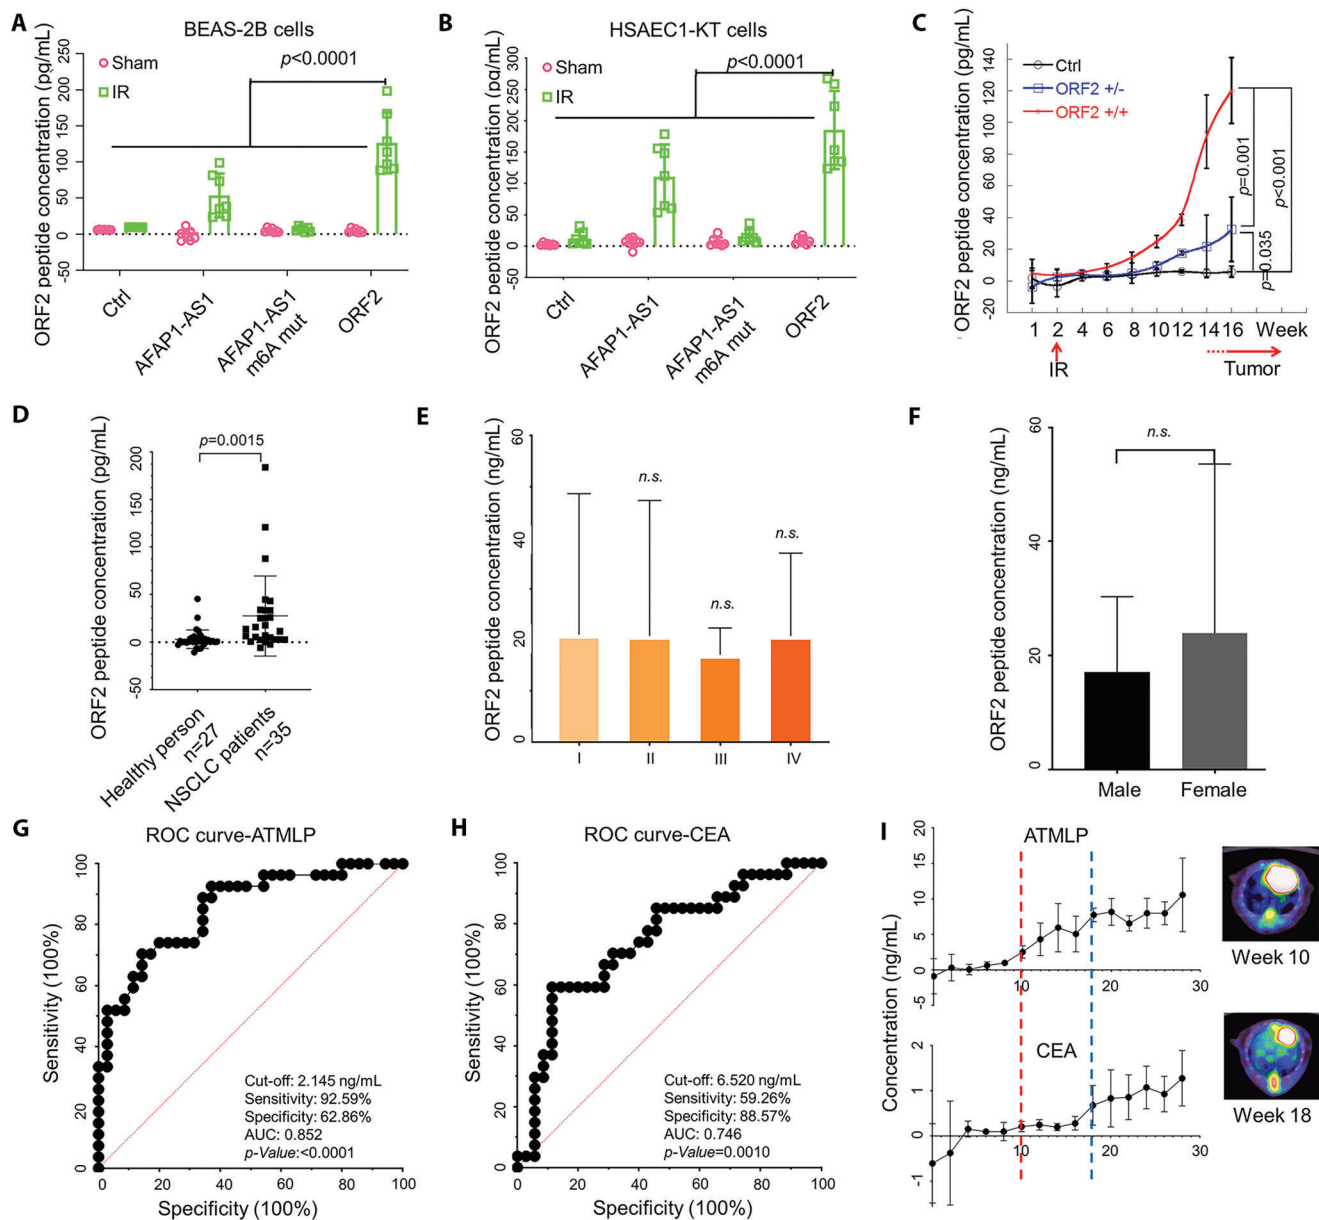 A
BEAS-2B cells
ORF2 peptide concentration (pg/mL)
250
200
150
100
50
0
-50
Sham
IR
p<0.0001
Ctrl
AFAP1-AS1
AFAP1-AS1
m6A mut
ORF2
B
HSAEC1-KT cells
ORF2 peptide concentration (pg/mL)
300
250
200
150
100
50
0
50
Sham
IR
p<0.0001
Ctrl
AFAP1-AS1
AFAP1-AS1
m6A mut
ORF2
C
ORF2 peptide concentration (pg/mL)
140
120
100
80
60
40
20
0
-20
Ctrl
ORF2 +/-
ORF2 +/+
p=0.001
p<0.001
p=0.035
1 2 4 6 8 10 12 14 16 Week
IR
Tumor
D
ORF2 peptide concentration (pg/mL)
200
150
100
50
0
-50
p=0.0015
Healthy person
n=27
NSCLC patients
n=35
E
ORF2 peptide concentration (ng/mL)
60
40
20
0
n.s.
n.s.
n.s.
I II III IV
F
ORF2 peptide concentration (ng/mL)
60
40
20
0
n.s.
Male Female
G
ROC curve-ATMLP
Sensitivity (100%)
100
80
60
40
20
0
Cut-off: 2.145 ng/mL
Sensitivity: 92.59%
Specificity: 62.86%
AUC: 0.852
p-Value:<0.0001
0 20 40 60 80 100
Specificity (100%)
H
ROC curve-CEA
Sensitivity (100%)
100
80
60
40
20
0
Cut-off: 6.520 ng/mL
Sensitivity: 59.26%
Specificity: 88.57%
AUC: 0.746
p-Value=0.0010
0 20 40 60 80 100
Specificity (100%)
I
ATMLP
Concentration (ng/mL)
20
15
10
5
0
-5
10 20 30
Week 10
CEA
2
1
0
-1
10 20 30
Week 18